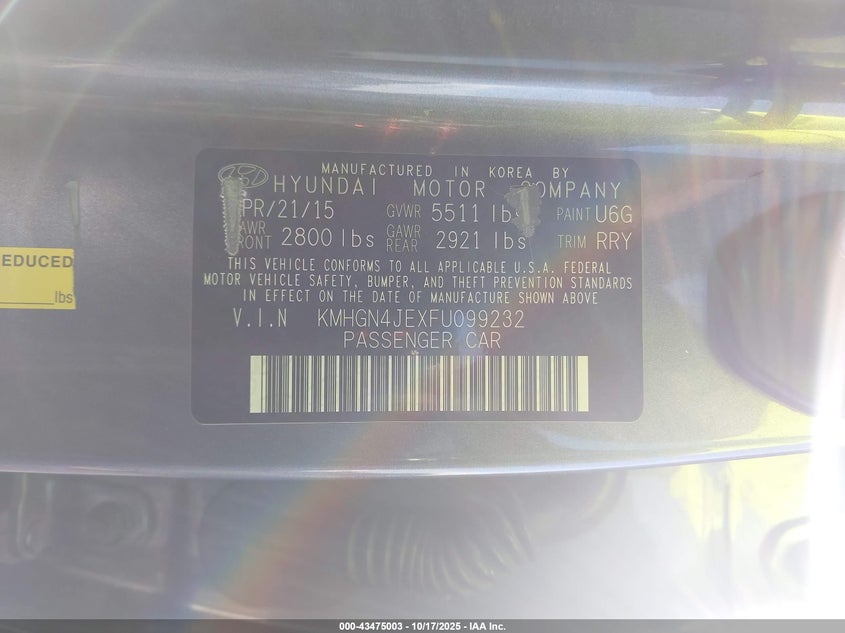 MANUFACTURED IN KOREA BY
HYUNDAI MOTOR COMPANY
PR/21/15 GVWR 5511 lbs PAINT U6G
AWR FRONT 2800 lbs GAWR REAR 2921 lbs TRIM RRY
THIS VEHICLE CONFORMS TO ALL APPLICABLE U.S.A. FEDERAL
MOTOR VEHICLE SAFETY, BUMPER, AND THEFT PREVENTION STANDARDS
IN EFFECT ON THE DATE OF MANUFACTURE SHOWN ABOVE
V.I.N KMHGN4JEXFU099232
PASSENGER CAR
EDUCED
lbs
000-43475003 - 10/17/2025 - IAA Inc.